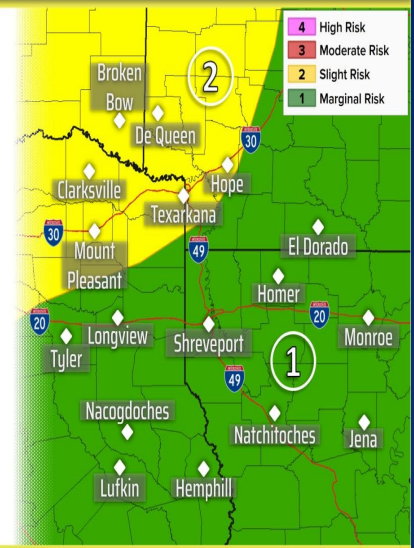 4 High Risk
3 Moderate Risk
2 Slight Risk
1 Marginal Risk
Broken
Bow
2
De Queen
30
Clarksville
Hope
Texarkana
30
Mount
Pleasant
49
El Dorado
Homer
20
Longview
Shreveport
20
Monroe
Tyler
1
49
Nacogdoches
Natchitoches
Jena
Lufkin
Hemphill